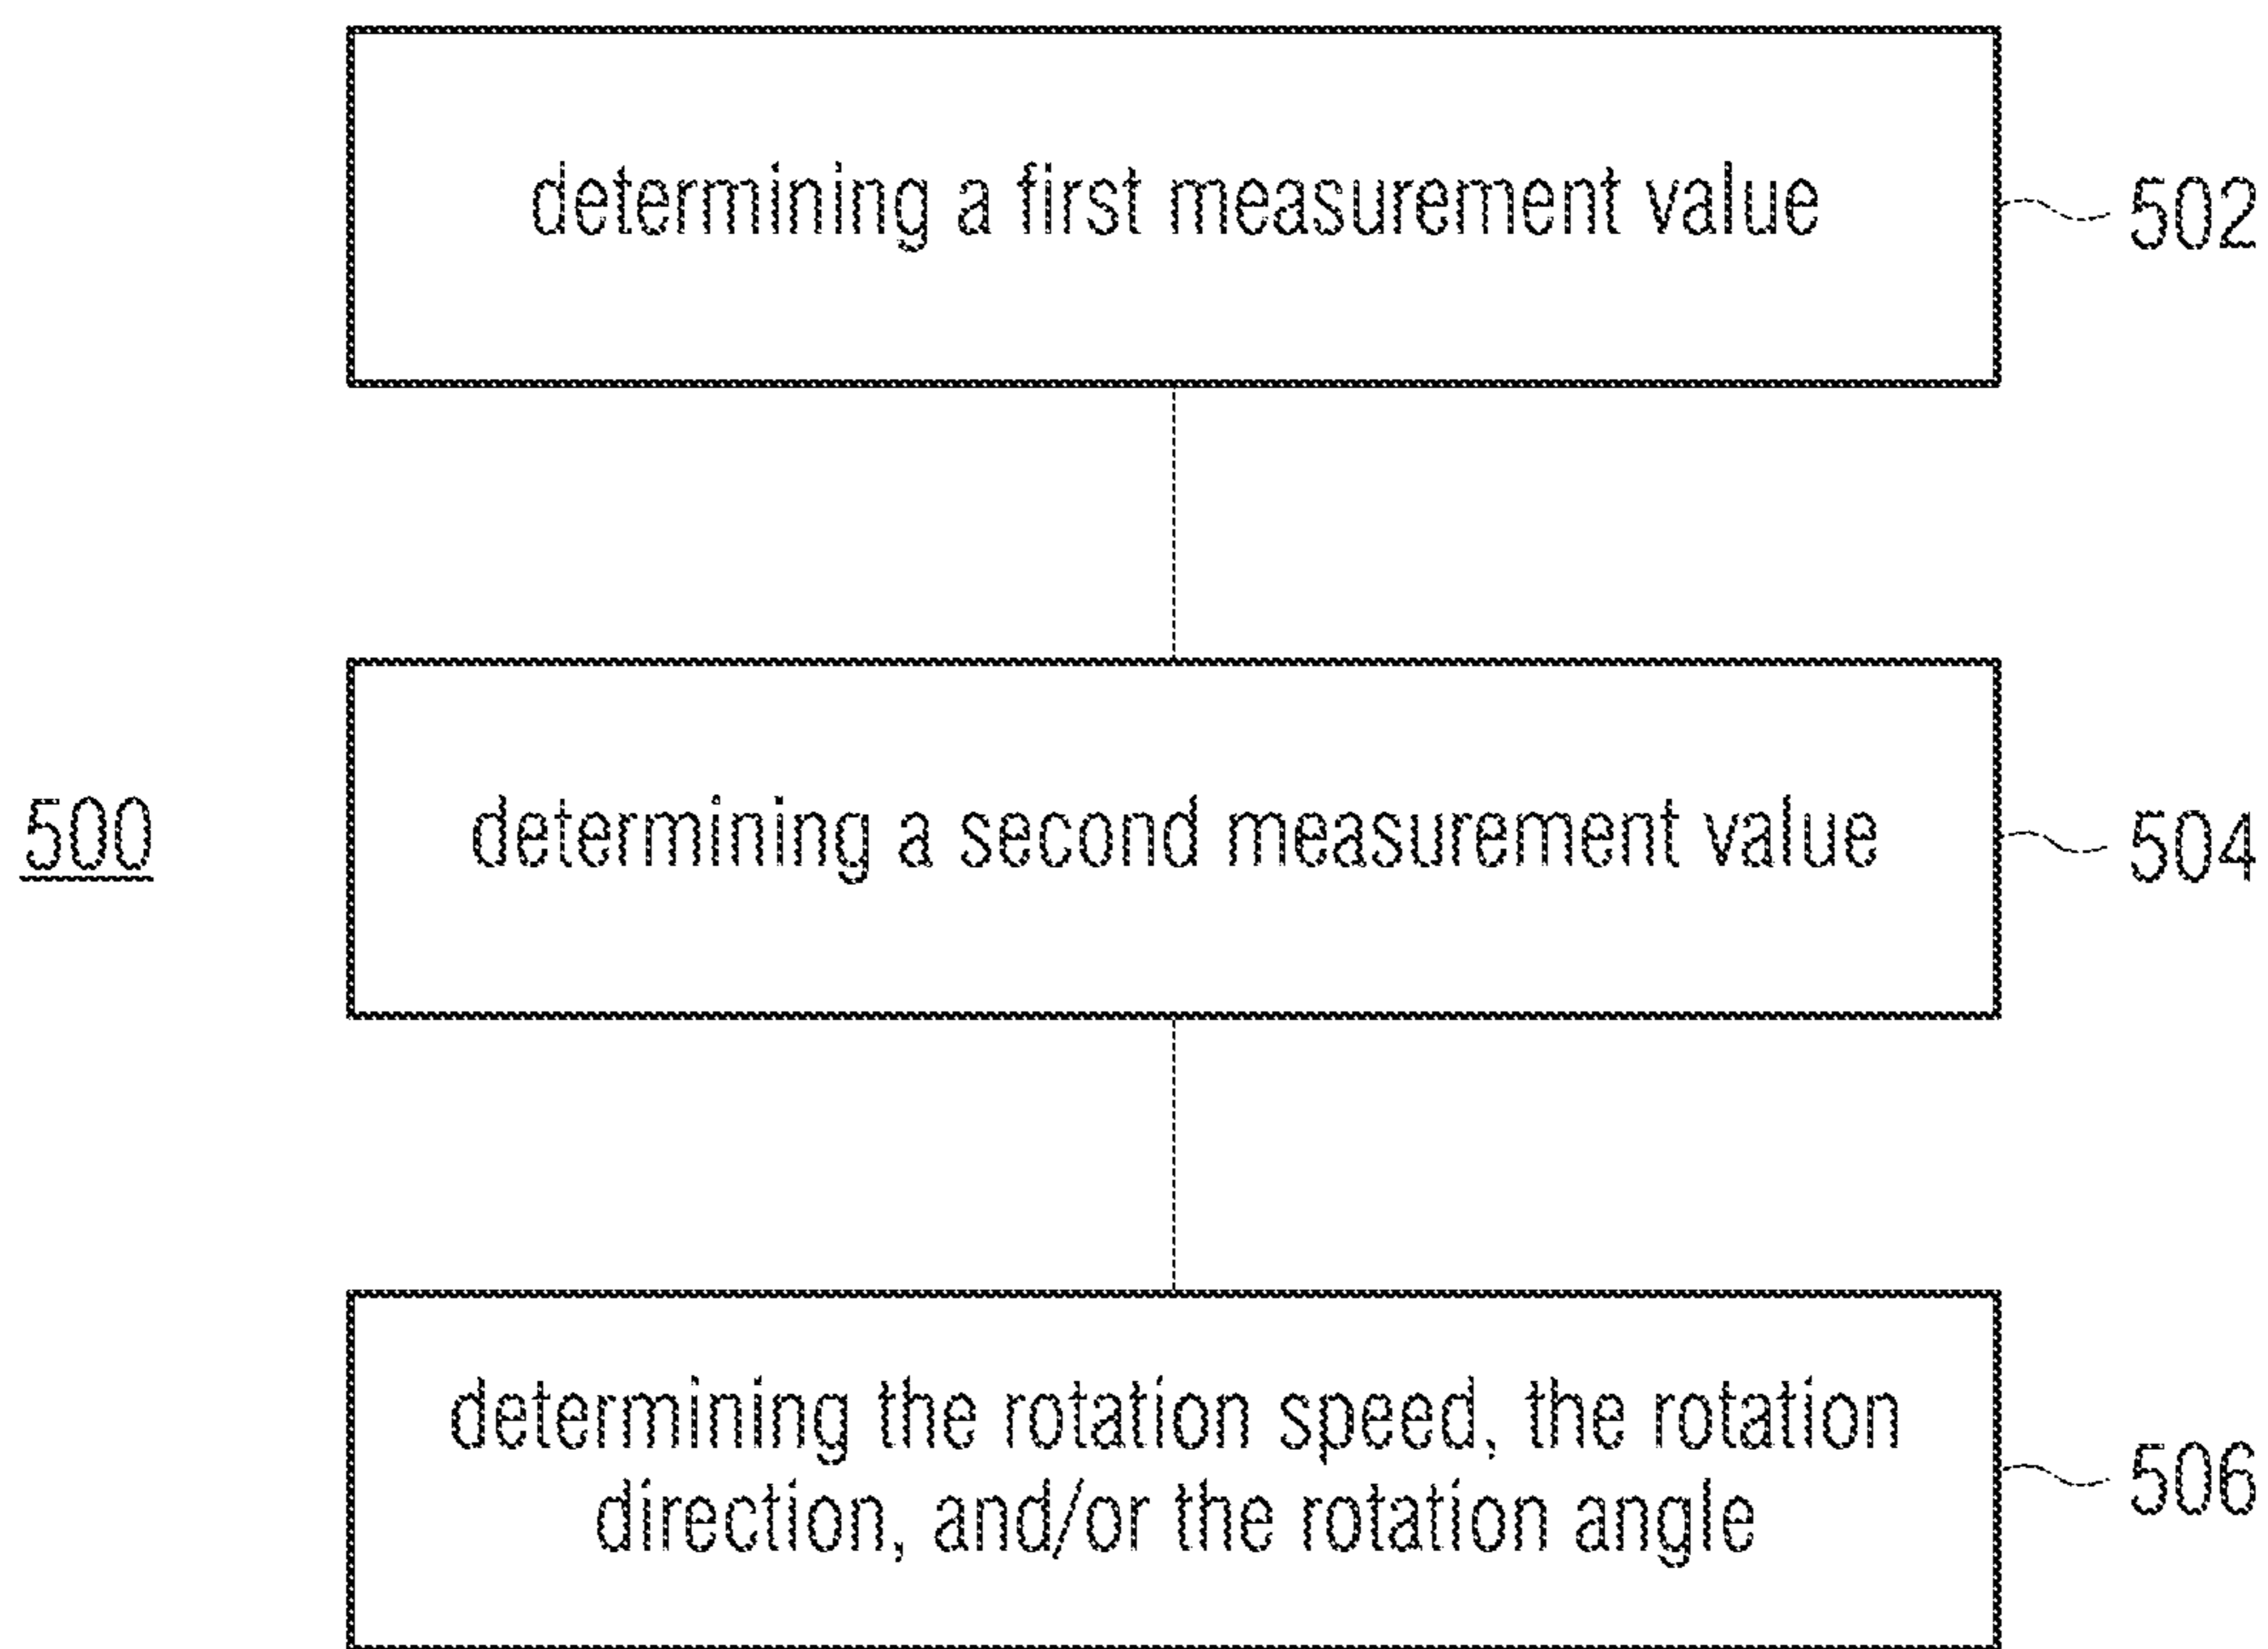 determining a first measurement value
502
500
determining a second measurement value
504
determining the rotation speed, the rotation
direction, and/or the rotation angle
506